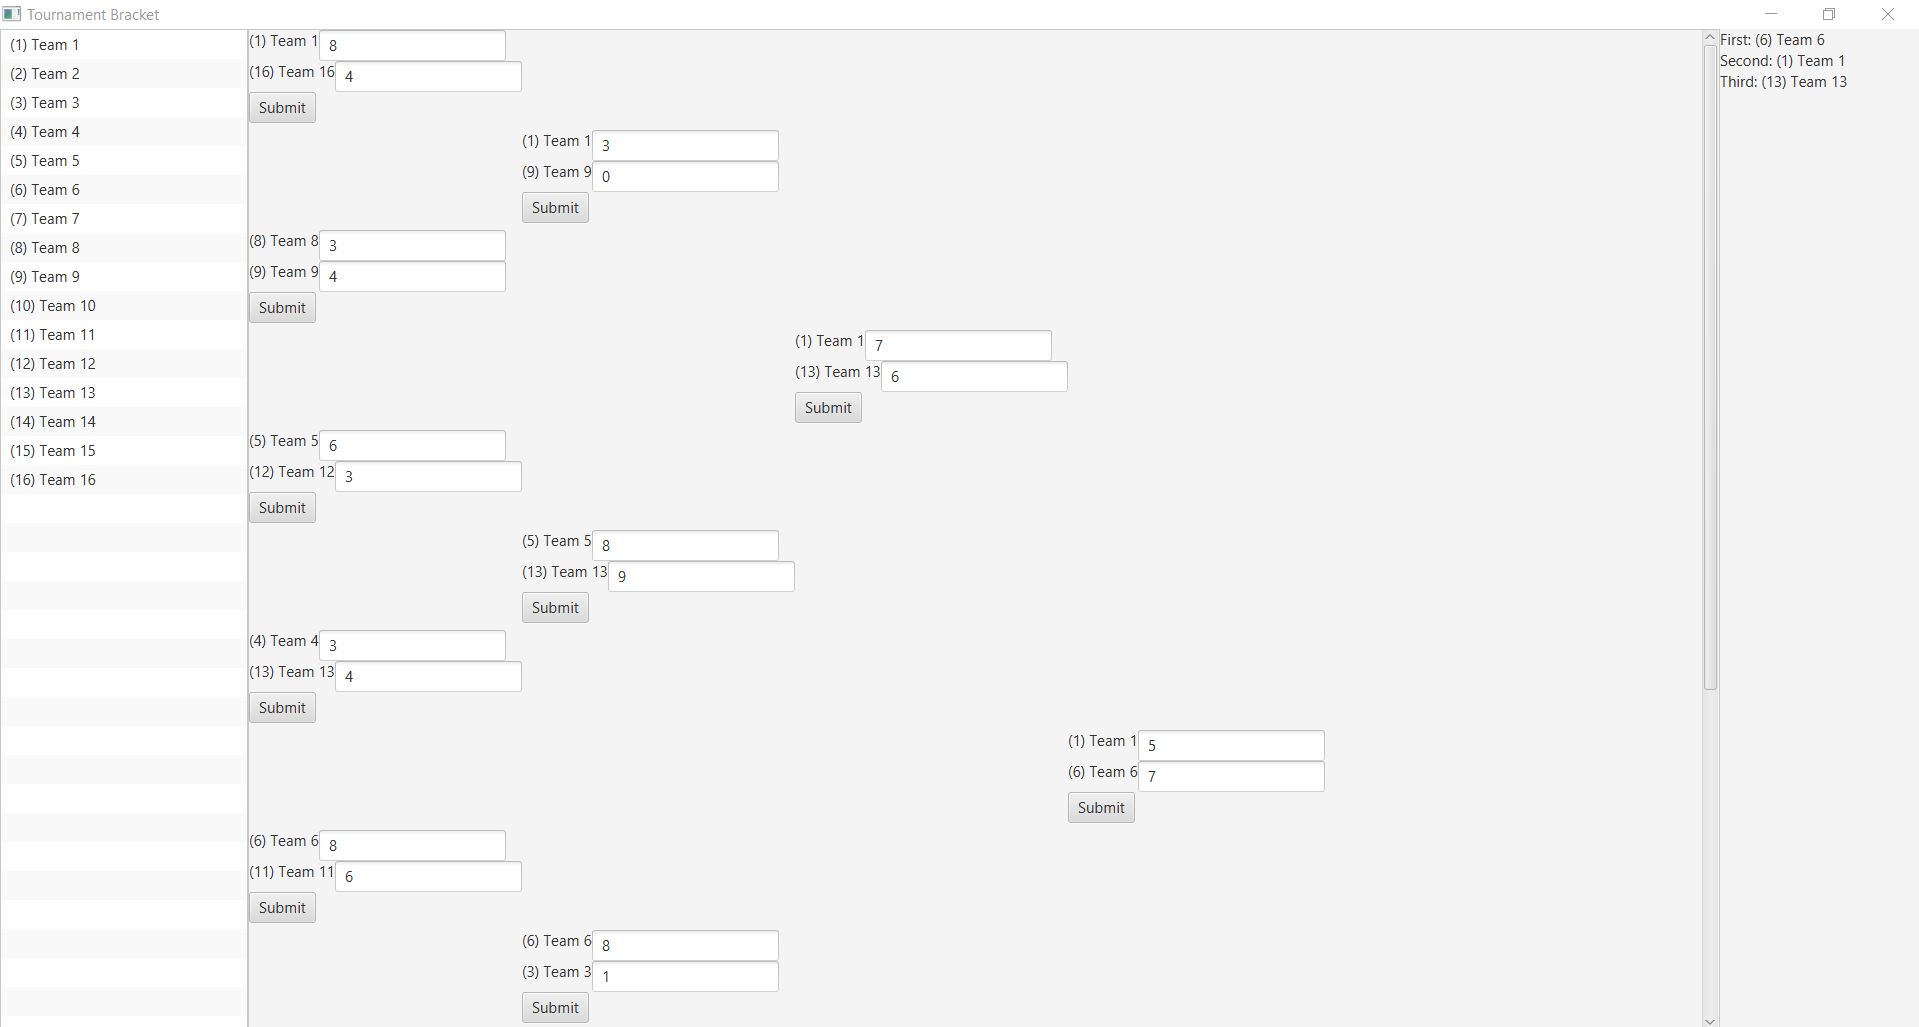 Tournament Bracket
(1) Team 1
(2) Team 2
(3) Team 3
(4) Team 4
(5) Team 5
(6) Team 6
(7) Team 7
(8) Team 8
(9) Team 9
(10) Team 10
(11) Team 11
(12) Team 12
(13) Team 13
(14) Team 14
(15) Team 15
(16) Team 16
(1) Team 1 8
(16) Team 16 4
Submit
(1) Team 1 3
(9) Team 9 0
Submit
(8) Team 8 3
(9) Team 9 4
Submit
(1) Team 1 7
(13) Team 13 6
Submit
(5) Team 5 6
(12) Team 12 3
Submit
(5) Team 5 8
(13) Team 13 9
Submit
(4) Team 4 3
(13) Team 13 4
Submit
(1) Team 1 5
(6) Team 6 7
Submit
(6) Team 6 8
(11) Team 11 6
Submit
(6) Team 6 8
(3) Team 3 1
Submit
First: (6) Team 6
Second: (1) Team 1
Third: (13) Team 13